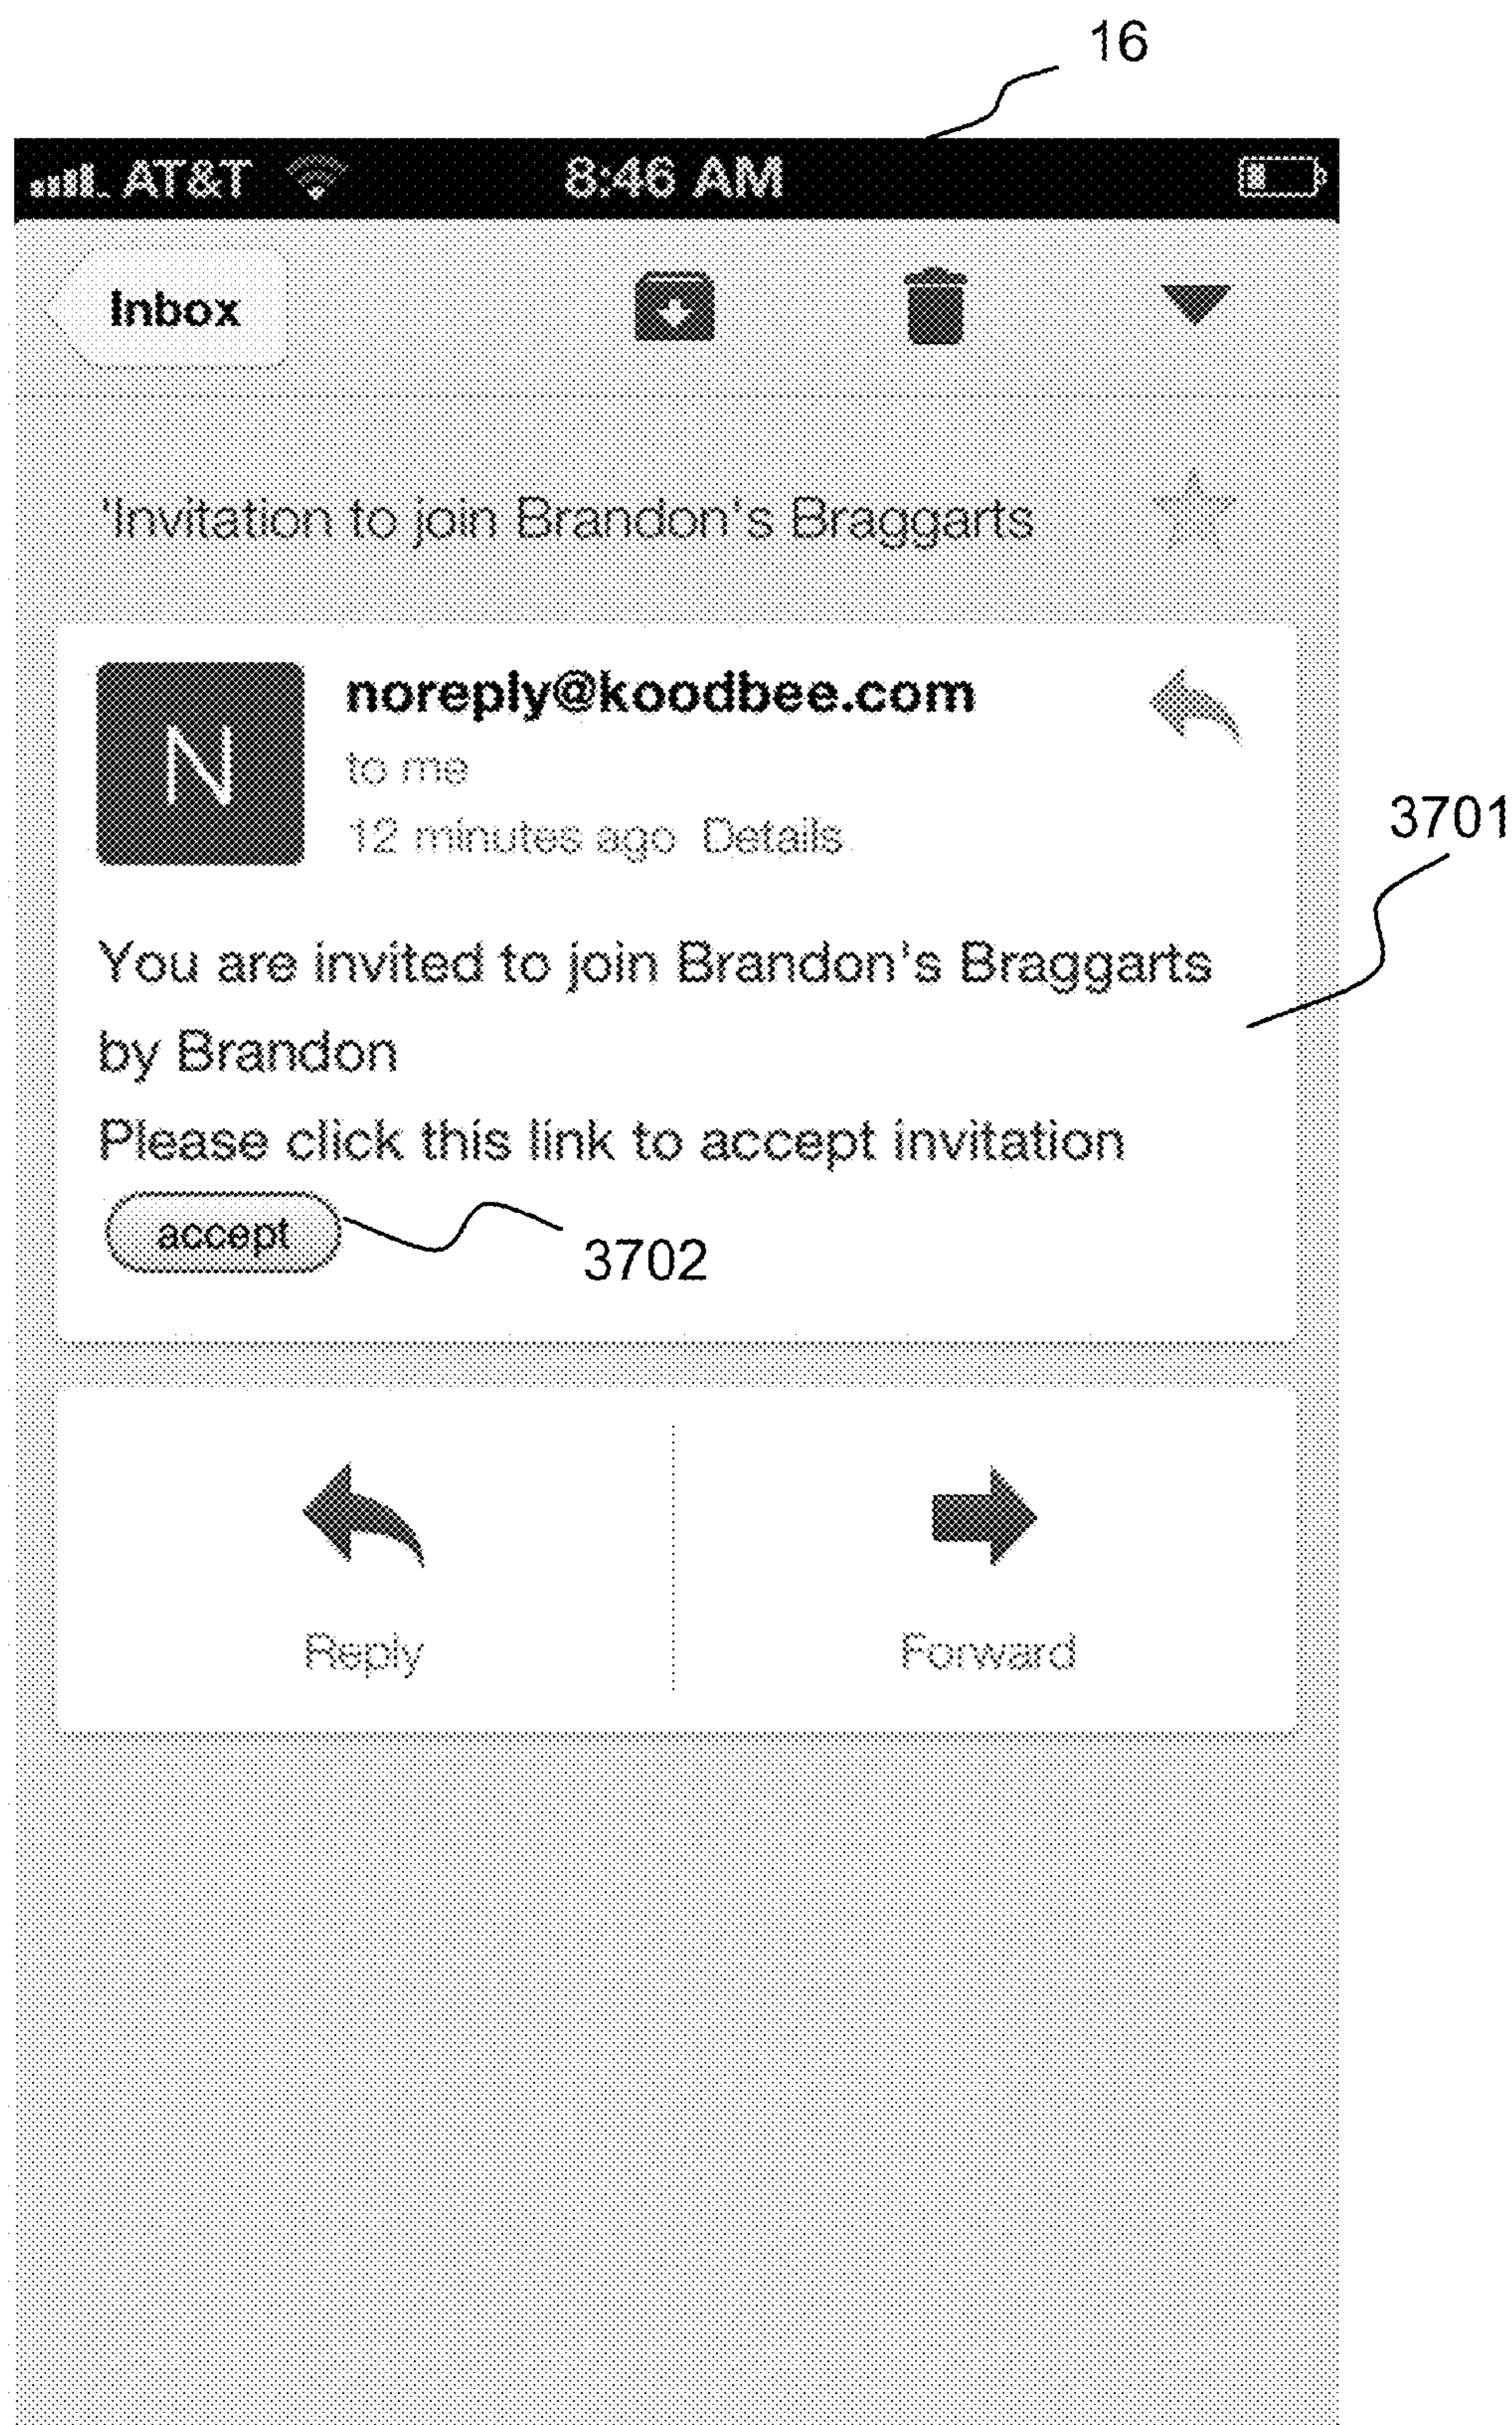 16
AT&T 8:46 AM
Inbox
'Invitation to join Brandon's Braggarts
N
noreply@koodbee.com
to me
12 minutes ago Details
3701
You are invited to join Brandon's Braggarts
by Brandon
Please click this link to accept invitation
accept
3702
Reply Forward